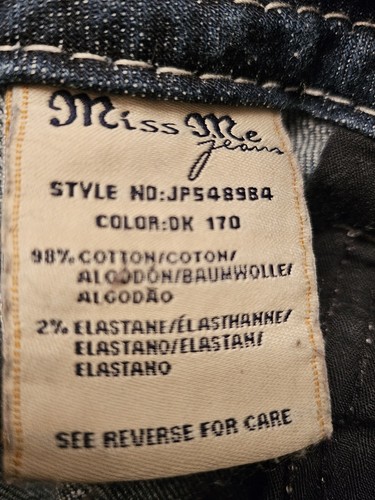 Miss Me
Jeans
STYLE NO:JP5489B4
COLOR:DK 170
98% COTTON/COTON/
ALGODÓN/BAUMWOLLE/
ALGODÃO
2% ELASTANE/ÉLASTHANNE/
ELASTANO/ELASTAN/
ELASTANO
SEE REVERSE FOR CARE